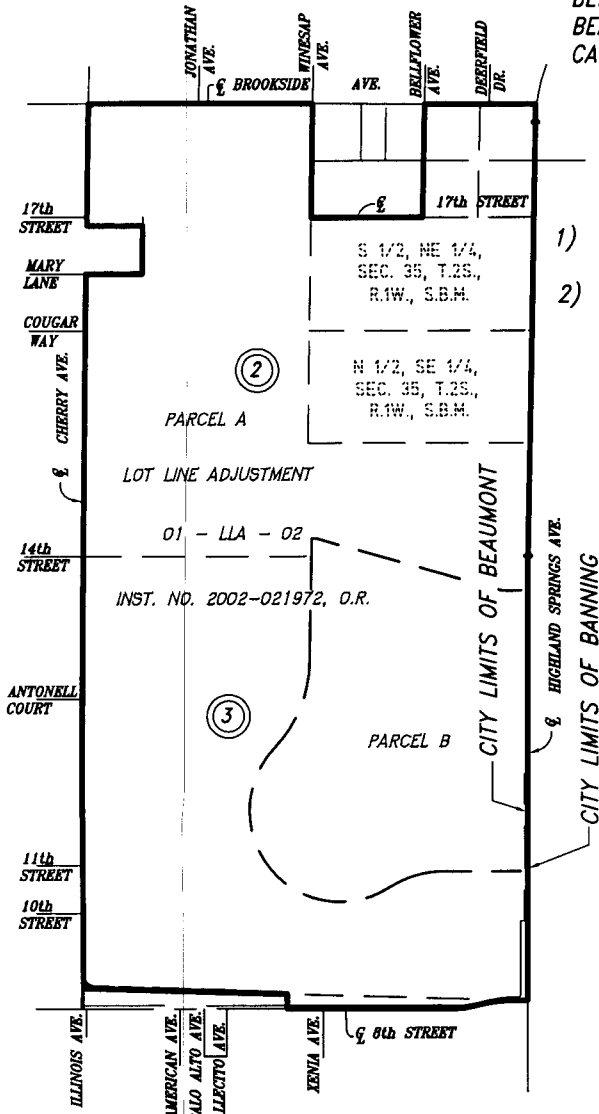 JONATHAN
AVE.
℄ BROOKSIDE AVE.
WINESAP
AVE.
BELLFLOWER
AVE.
DEERFIELD
DR.
CA
17th
STREET
℄ 17th STREET
1)
2)
MARY
LANE
S 1/2, NE 1/4,
SEC. 35, T.2S.,
R.1W., S.B.M.
COUGAR
WAY
N 1/2, SE 1/4,
SEC. 35, T.2S.,
R.1W., S.B.M.
2
℄ CHERRY AVE.
PARCEL A
LOT LINE ADJUSTMENT
01 - LLA - 02
14th
STREET
INST. NO. 2002-021972, O.R.
CITY LIMITS OF BEAUMONT
℄ HIGHLAND SPRINGS AVE.
CITY LIMITS OF BANNING
ANTONELL
COURT
3
PARCEL B
11th
STREET
10th
STREET
ILLINOIS AVE.
AMERICAN AVE.
ALO ALTO AVE.
LLECITO AVE.
XENIA AVE.
℄ 8th STREET